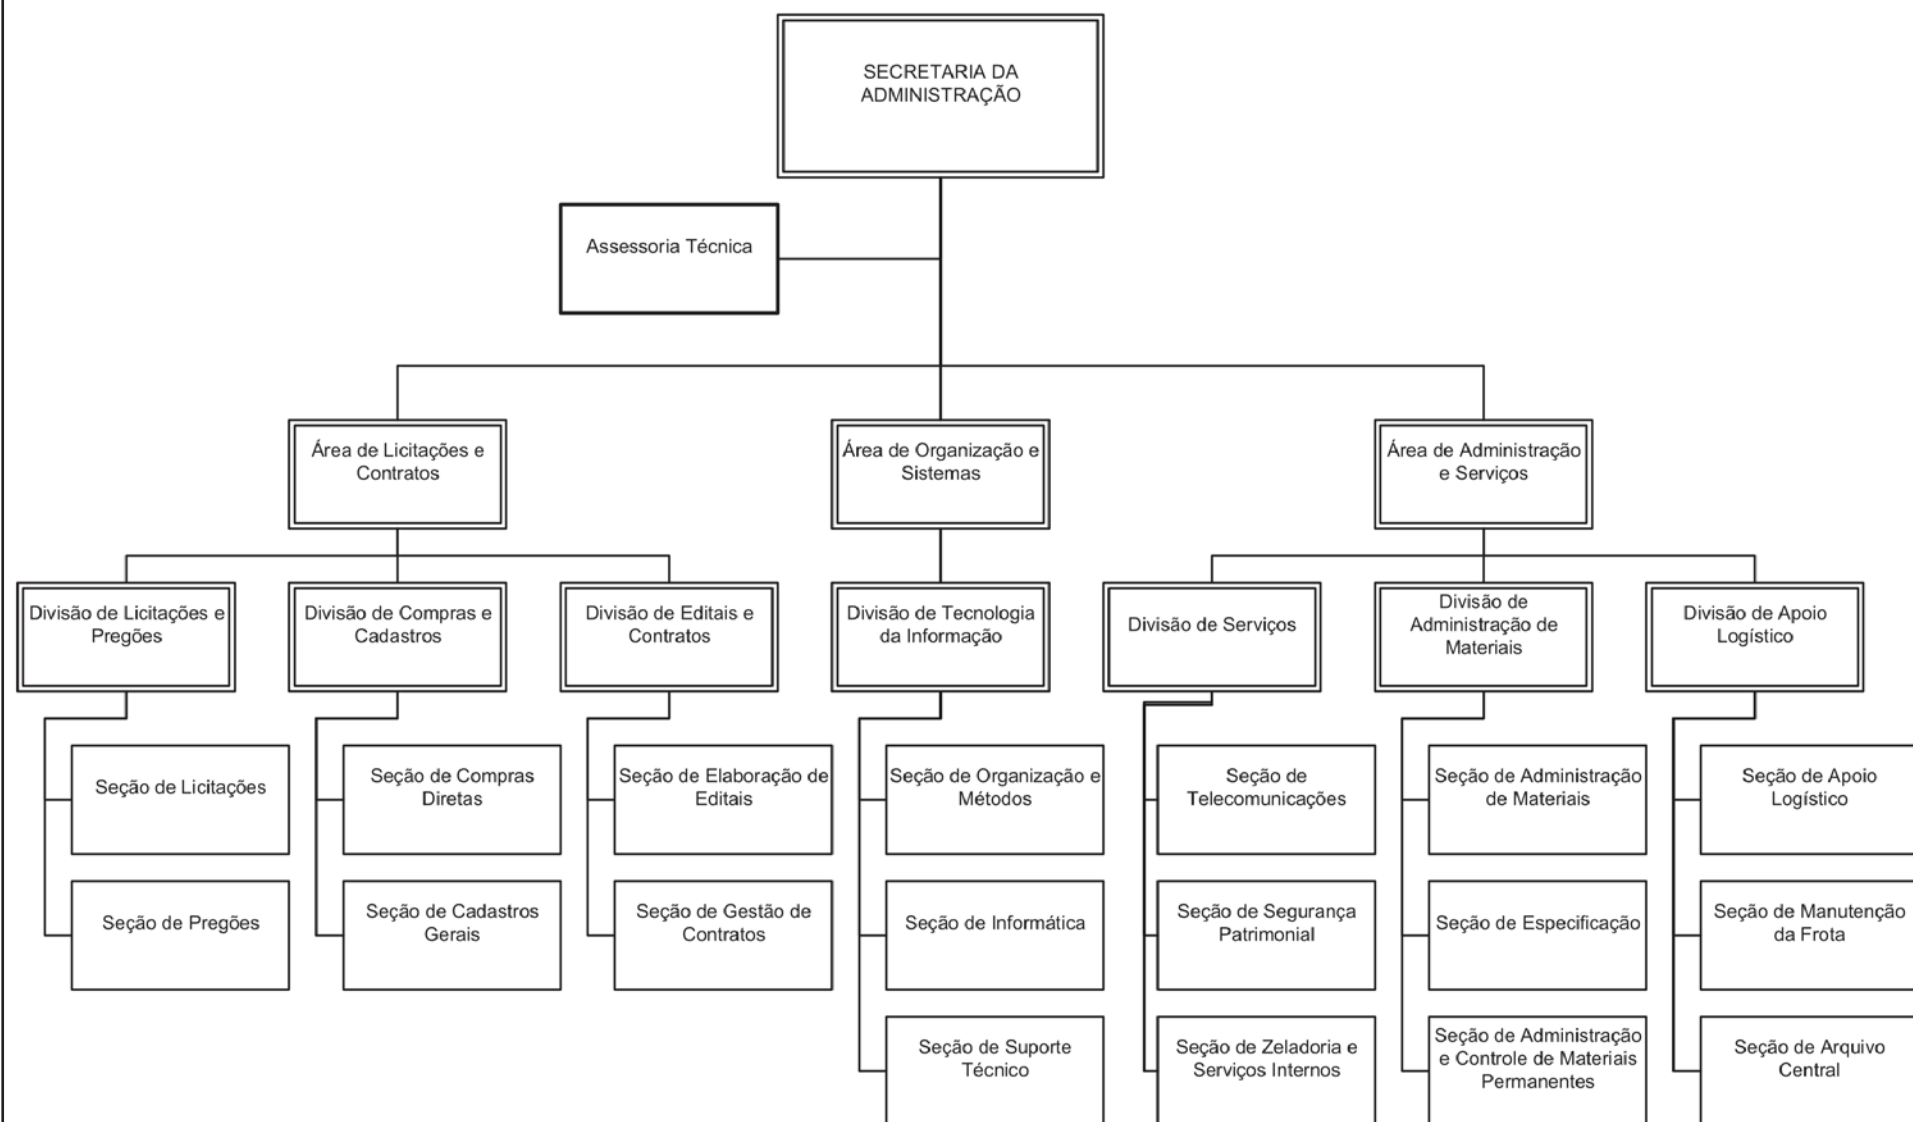 SECRETARIA DA
ADMINISTRAÇÃO
Assessoria Técnica
Área de Licitações e
Contratos
Área de Organização e
Sistemas
Área de Administração
e Serviços
Divisão de Licitações e
Pregões
Divisão de Compras e
Cadastros
Divisão de Editais e
Contratos
Divisão de Tecnologia
da Informação
Divisão de Serviços
Divisão de
Administração de
Materiais
Divisão de Apoio
Logístico
Seção de Licitações
Seção de Compras
Diretas
Seção de Elaboração de
Editais
Seção de Organização e
Métodos
Seção de
Telecomunicações
Seção de Administração
de Materiais
Seção de Apoio
Logístico
Seção de Pregões
Seção de Cadastros
Gerais
Seção de Gestão de
Contratos
Seção de Informática
Seção de Segurança
Patrimonial
Seção de Especificação
Seção de Manutenção
da Frota
Seção de Suporte
Técnico
Seção de Zeladoria e
Serviços Internos
Seção de Administração
e Controle de Materiais
Permanentes
Seção de Arquivo
Central